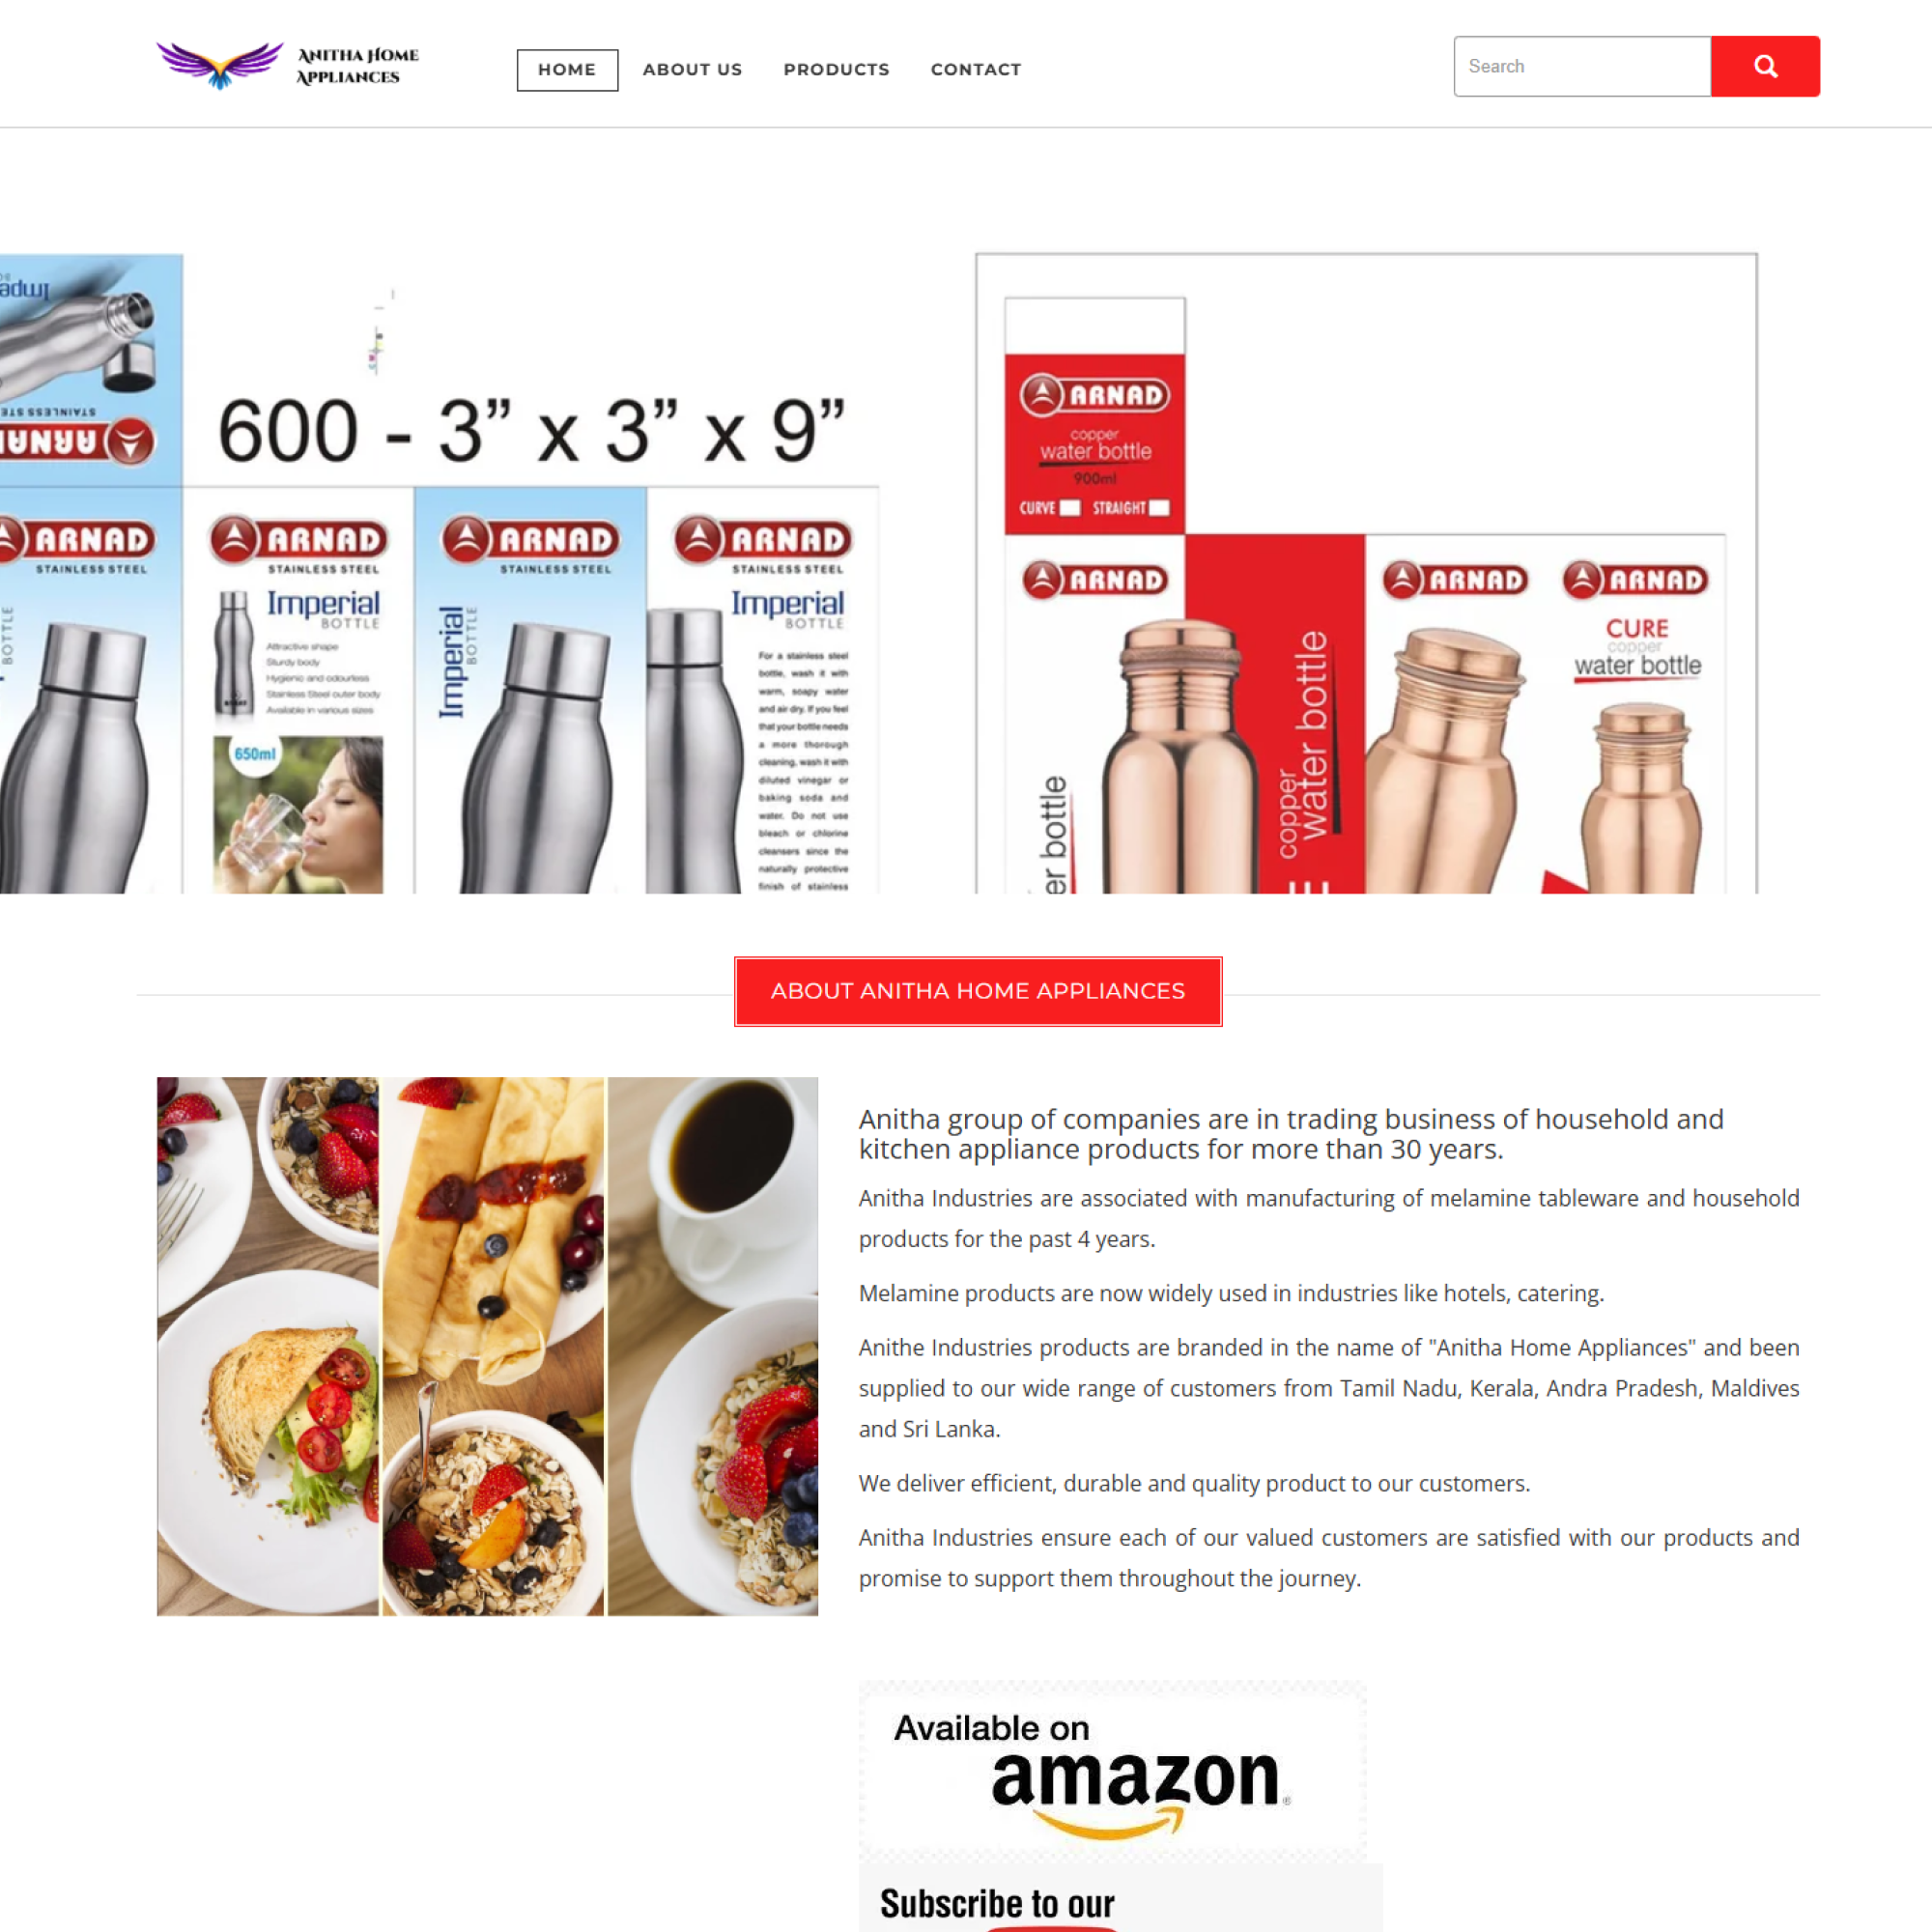 ANITHA HOME
APPLIANCES
HOME
ABOUT US
PRODUCTS
CONTACT
Search
ARNAD
600 - 3” x 3” x 9”
ARNAD
STAINLESS STEEL
BOTTLE
ARNAD
STAINLESS STEEL
Imperial
BOTTLE
Attractive shape
Sturdy body
Hygienic and odourless
Stainless Steel outer body
Available in various sizes
650ml
ARNAD
STAINLESS STEEL
Imperial
BOTTLE
ARNAD
STAINLESS STEEL
Imperial
BOTTLE
For a stainless steel
bottle, wash it with
warm, soapy water
and air dry. If you feel
that your bottle needs
a more thorough
cleaning, wash it with
diluted vinegar or
baking soda and
water. Do not use
bleach or chlorine
cleansers since the
naturally protective
finish of stainless
ARNAD
copper
water bottle
900ml
CURVE STRAIGHT
ARNAD
er bottle
copper
water bottle
ARNAD
ARNAD
CURE
copper
water bottle
ABOUT ANITHA HOME APPLIANCES
Anitha group of companies are in trading business of household and
kitchen appliance products for more than 30 years.
Anitha Industries are associated with manufacturing of melamine tableware and household
products for the past 4 years.
Melamine products are now widely used in industries like hotels, catering.
Anithe Industries products are branded in the name of "Anitha Home Appliances" and been
supplied to our wide range of customers from Tamil Nadu, Kerala, Andra Pradesh, Maldives
and Sri Lanka.
We deliver efficient, durable and quality product to our customers.
Anitha Industries ensure each of our valued customers are satisfied with our products and
promise to support them throughout the journey.
Available on
amazon
Subscribe to our